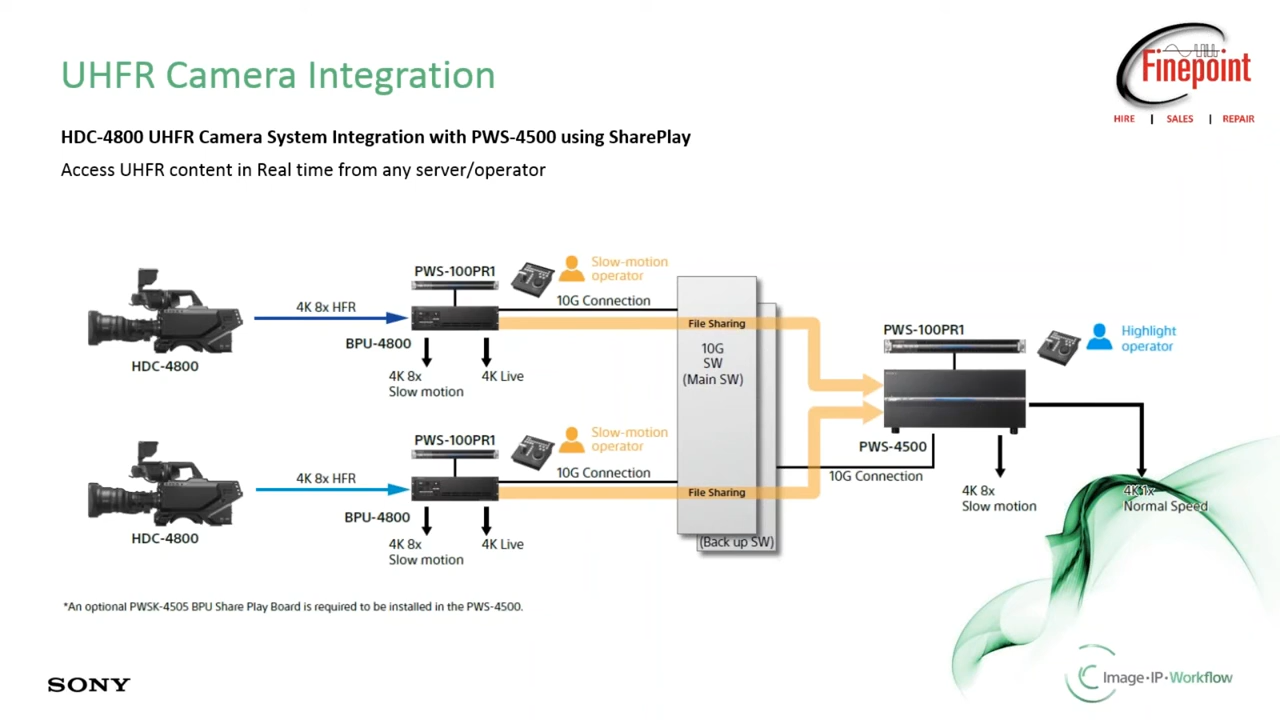 UHFR Camera Integration
Finepoint
HIRE | SALES | REPAIR
HDC-4800 UHFR Camera System Integration with PWS-4500 using SharePlay
Access UHFR content in Real time from any server/operator
HDC-4800
4K 8x HFR
PWS-100PR1
BPU-4800
4K 8x
Slow motion
4K Live
Slow-motion
operator
10G Connection
File Sharing
10G
SW
(Main SW)
HDC-4800
4K 8x HFR
PWS-100PR1
BPU-4800
4K 8x
Slow motion
4K Live
Slow-motion
operator
10G Connection
File Sharing
(Back up SW)
PWS-100PR1
Highlight
operator
PWS-4500
10G Connection
4K 8x
Slow motion
4K 1x
Normal Speed
*An optional PWSK-4505 BPU Share Play Board is required to be installed in the PWS-4500.
SONY
Image·IP·Workflow